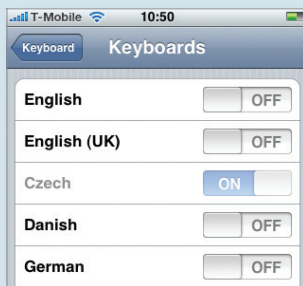 T-Mobile 10:50
Keyboard Keyboards
English OFF
English (UK) OFF
Czech ON
Danish OFF
German OFF